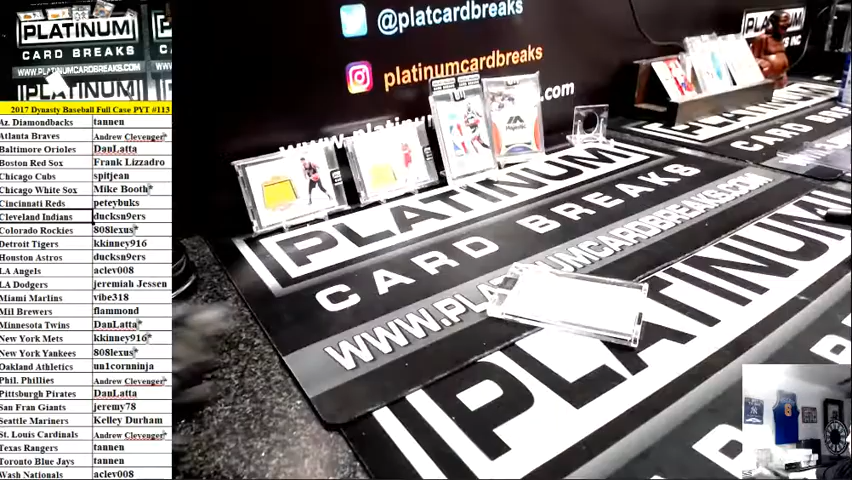 PLATINUM
CARD BREAKS
2017 Dynasty Baseball Full Case PYT #113
Az. Diamondbacks tannen
Atlanta Braves Andrew Clevenger*
Baltimore Orioles DanLatta
Boston Red Sox Frank Lizzadro
Chicago Cubs spitjean
Chicago White Sox Mike Booth*
Cincinnati Reds peteybuks
Cleveland Indians ducksn9ers
Colorado Rockies 808lexus*
Detroit Tigers kkinney916
Houston Astros ducksn9ers
LA Angels aclev008
LA Dodgers jeremiah Jessen
Miami Marlins vibe318
Mil Brewers flammond
Minnesota Twins DanLatta*
New York Mets kkinney916*
New York Yankees 808lexus*
Oakland Athletics un1cornninja
Phil. Phillies Andrew Clevenger*
Pittsburgh Pirates DanLatta
San Fran Giants jeremy78
Seattle Mariners Kelley Durham
St. Louis Cardinals Andrew Clevenger*
Texas Rangers tannen
Toronto Blue Jays tannen
Wash Nationals aclev008
@platcardbreaks
platinumcardbreaks
PLATINUM
CARD BREAKS
WWW.PLATINUMCARDBREAKS.COM
PLATINUM